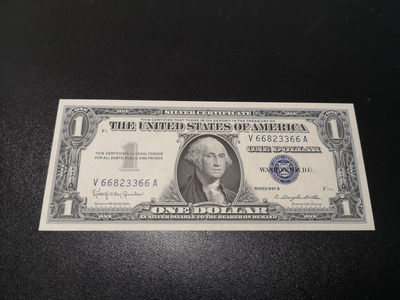 SILVER CERTIFICATE
THIS CERTIFIES THAT THERE IS ON DEPOSIT IN THE TREASURY OF
THE UNITED STATES OF AMERICA
1
ONE
1
1
F
V 66823366 A
THIS CERTIFICATE IS LEGAL TENDER
FOR ALL DEBTS, PUBLIC AND PRIVATE
ONE DOLLAR
WASHINGTON, D.C.
V 66823366 A
SERIES 1957 B
1
ONE DOLLAR
1
IN SILVER PAYABLE TO THE BEARER ON DEMAND